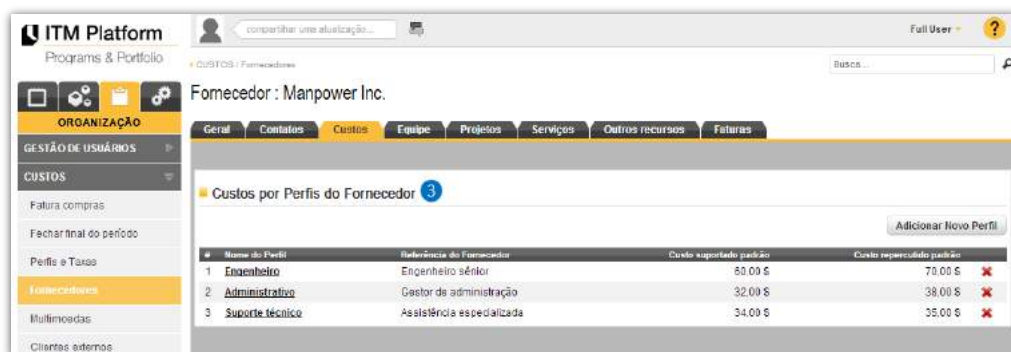 ITM Platform
Programs & Portfolio
compartilhar uma atualização...
Full User
?
CUSTOS / Fornecedores
Busca...
Fornecedor : Manpower Inc.
ORGANIZAÇÃO
Geral Contatos Custos Equipe Projetos Serviços Outros recursos Faturas
GESTÃO DE USUÁRIOS
CUSTOS
Fatura compras
Fechar final do período
Perfis e Taxas
Fornecedores
Multimoedas
Clientes externos
Custos por Perfis do Fornecedor 3
Adicionar Novo Perfil
# Nome do Perfil Referência do Fornecedor Custo suportado padrão Custo repercutido padrão
1 Engenheiro Engenheiro sênior 60.00 $ 70.00 $
2 Administrativo Gestor de administração 32.00 $ 38.00 $
3 Suporte técnico Assistência especializada 34.00 $ 35.00 $